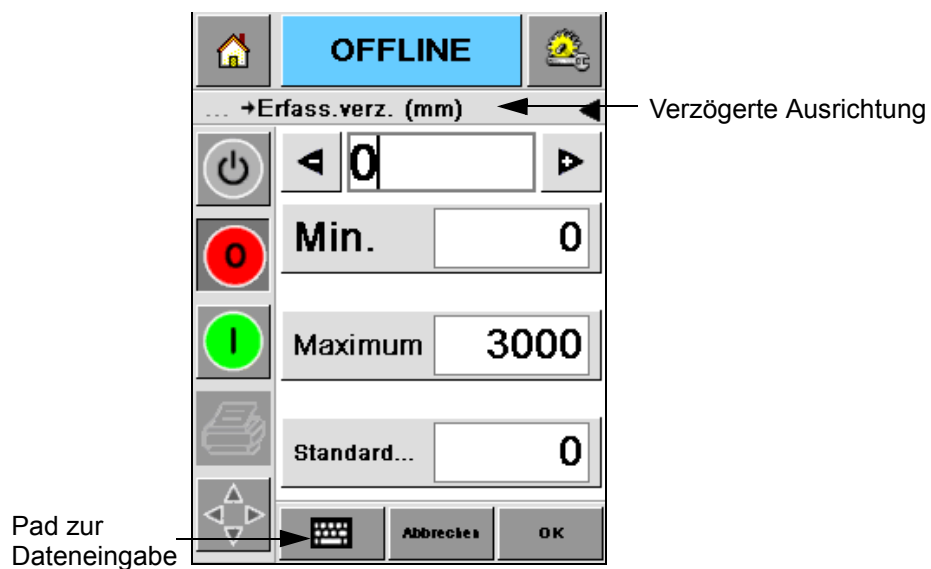 OFFLINE
... →Erfass.verz. (mm)
Verzögerte Ausrichtung
0
Min. 0
O
I
Maximum 3000
Standard... 0
Pad zur
Dateneingabe
Abbrechen OK